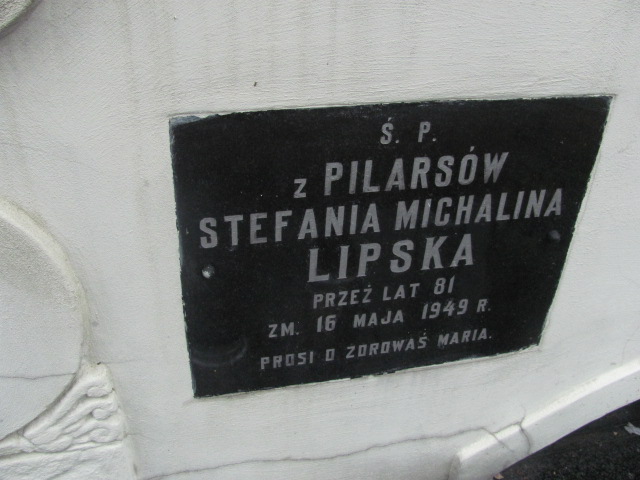 Ś. P.
z PILARSÓW
STEFANIA MICHALINA
LIPSKA
PRZEŻ LAT 81
ZM. 16 MAJA 1949 R.
PROSI O ZDROWAŚ MARIA.